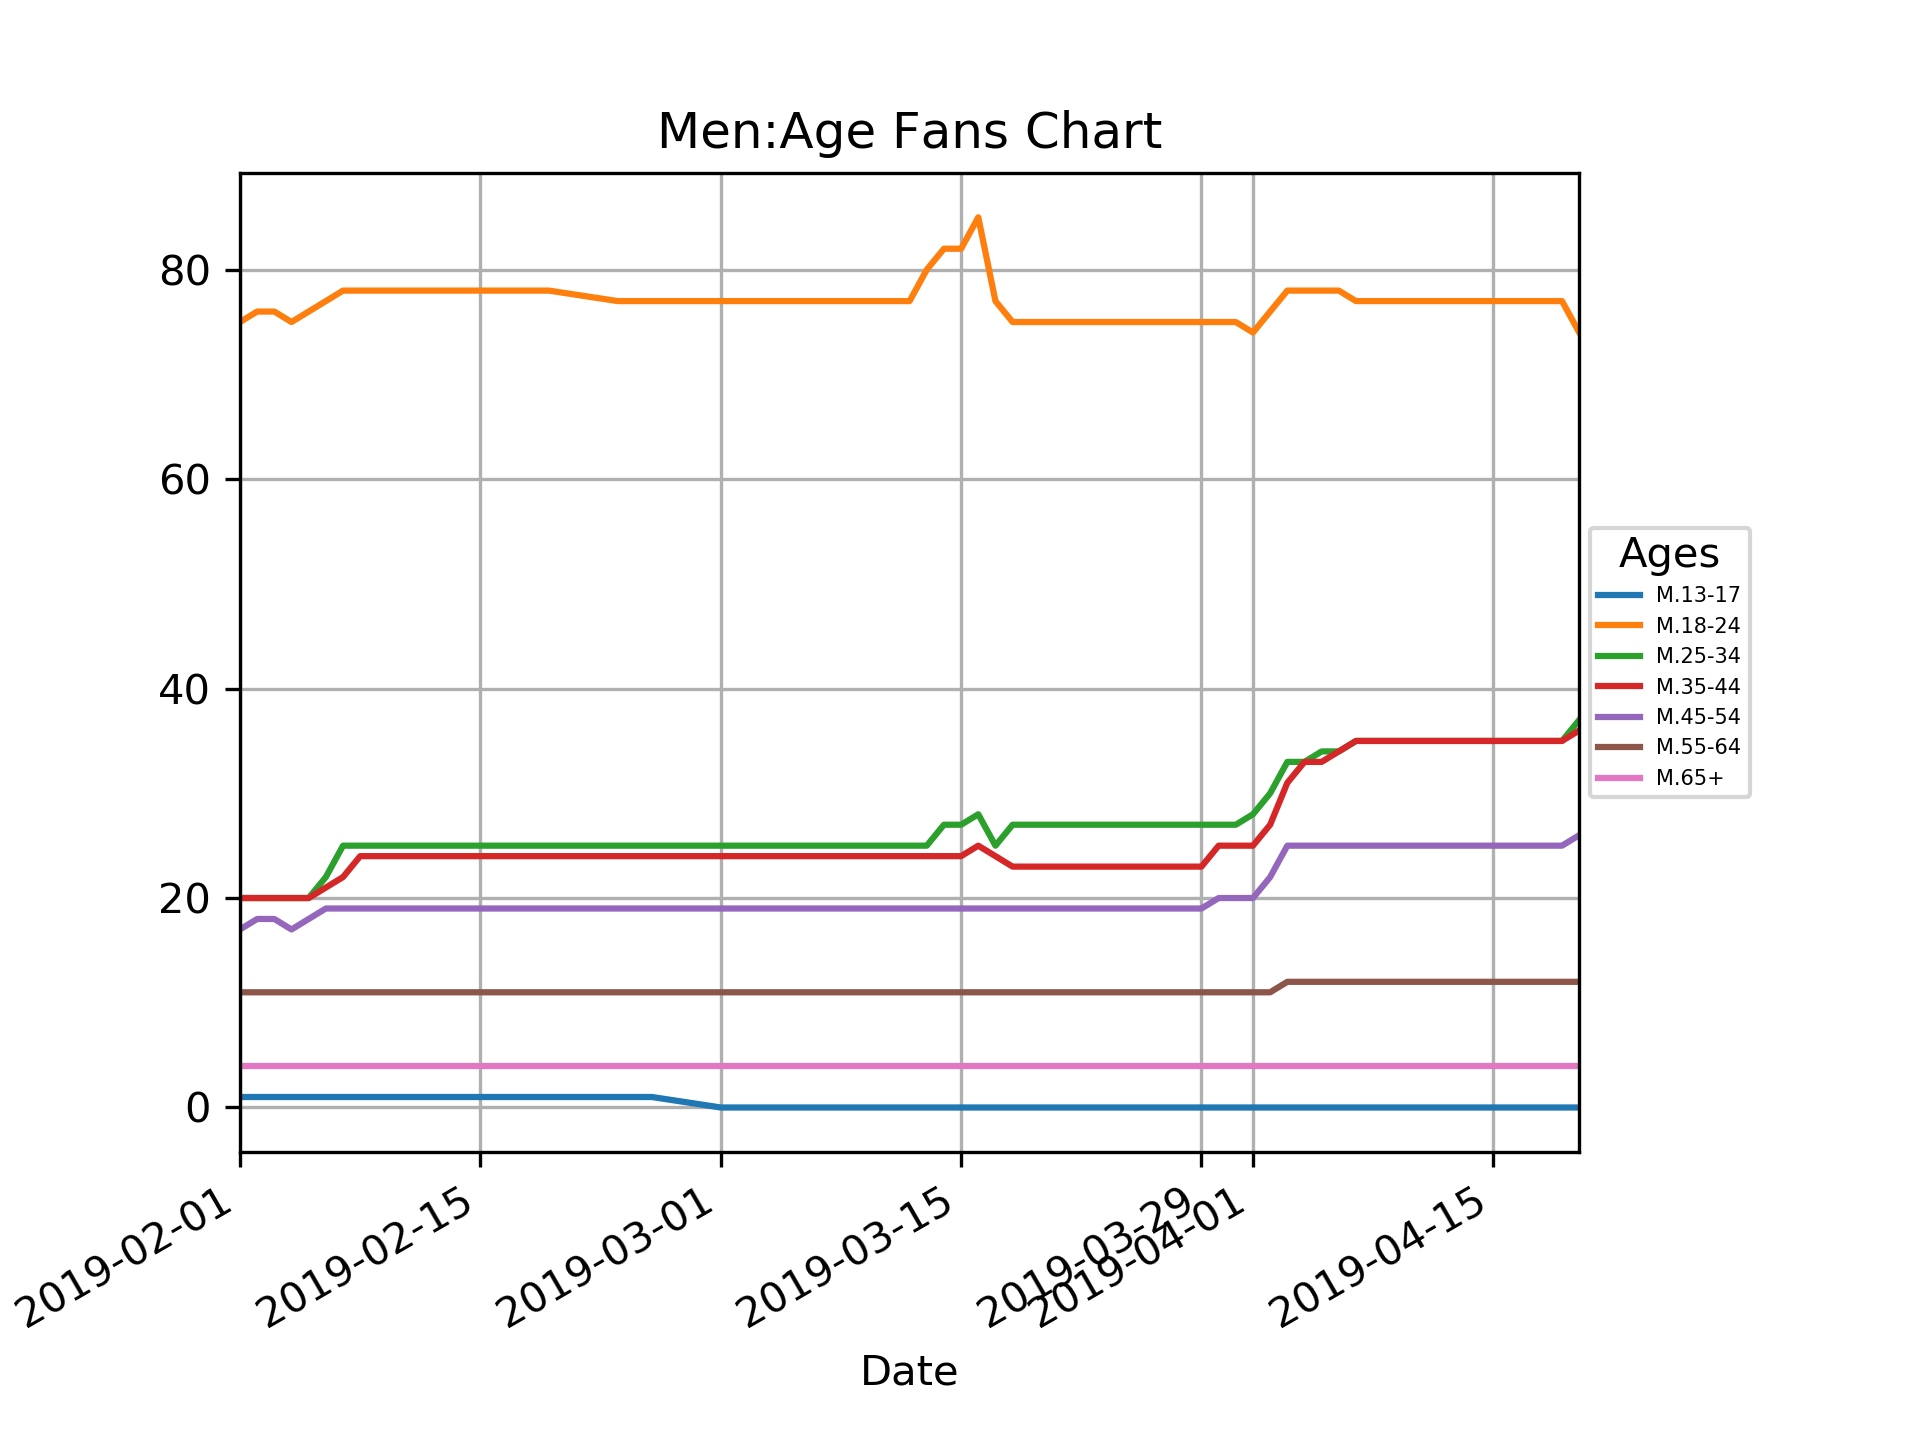 Men:Age Fans Chart
80
60
40
20
0
Ages
M.13-17
M.18-24
M.25-34
M.35-44
M.45-54
M.55-64
M.65+
2019-02-01
2019-02-15
2019-03-01
2019-03-15
2019-03-29
2019-04-01
2019-04-15
Date